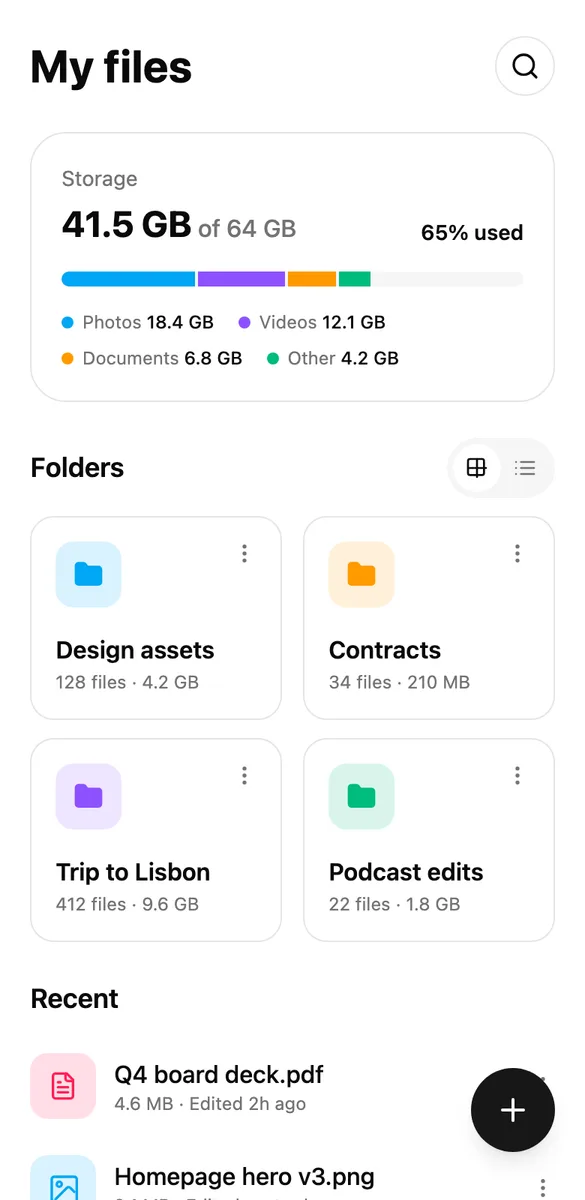 My files
Storage
41.5 GB of 64 GB
65% used
Photos 18.4 GB Videos 12.1 GB
Documents 6.8 GB Other 4.2 GB
Folders
Design assets
128 files · 4.2 GB
Contracts
34 files · 210 MB
Trip to Lisbon
412 files · 9.6 GB
Podcast edits
22 files · 1.8 GB
Recent
Q4 board deck.pdf
4.6 MB · Edited 2h ago
Homepage hero v3.png